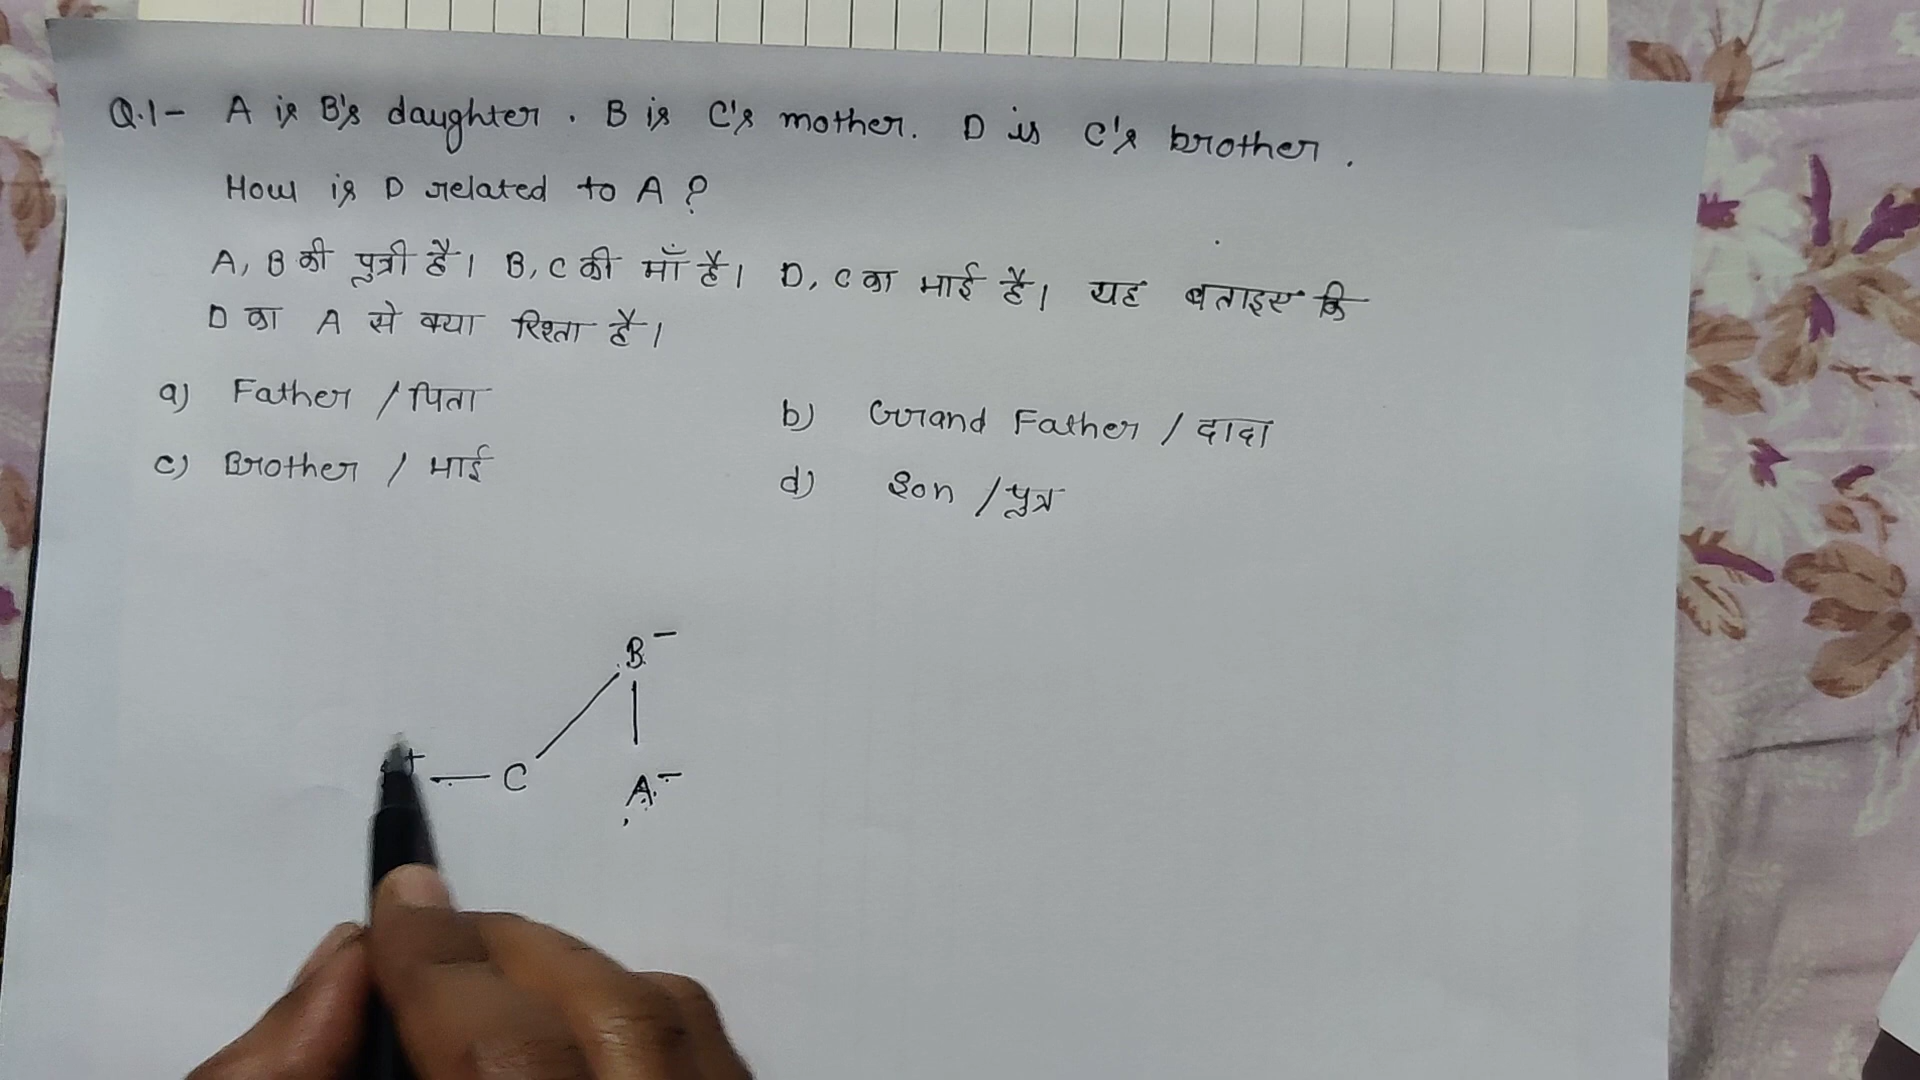 Q.1- A is B's daughter. B is C's mother. D is C's brother.
How is D related to A?
A, B की पुत्री है। B, C की माँ है। D, C का भाई है। यह बताइए कि
D का A से क्या रिश्ता है।
a) Father / पिता
b) Grand Father / दादा
c) Brother / भाई
d) Son / पुत्र
B -
+ — C
A -